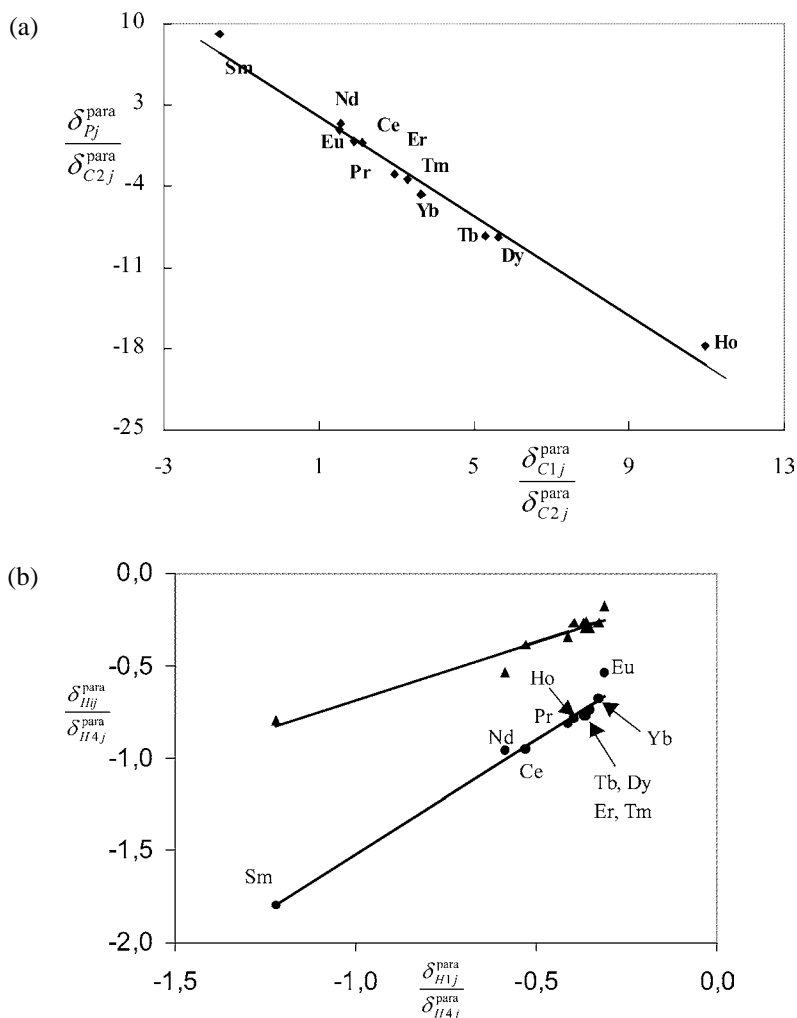 (a)
10
3
-4
-11
-18
-25
δ^para_Pj / δ^para_C2j
Sm
Nd
Ce
Er
Eu
Pr
Tm
Yb
Tb
Dy
Ho
-3
1
5
9
13
δ^para_C1j / δ^para_C2j
(b)
0,0
-0,5
-1,0
-1,5
-2,0
δ^para_Hij / δ^para_H4j
Eu
Ho
Pr
Nd
Yb
Ce
Tb, Dy
Er, Tm
Sm
-1,5
-1,0
-0,5
0,0
δ^para_H1j / δ^para_H4j